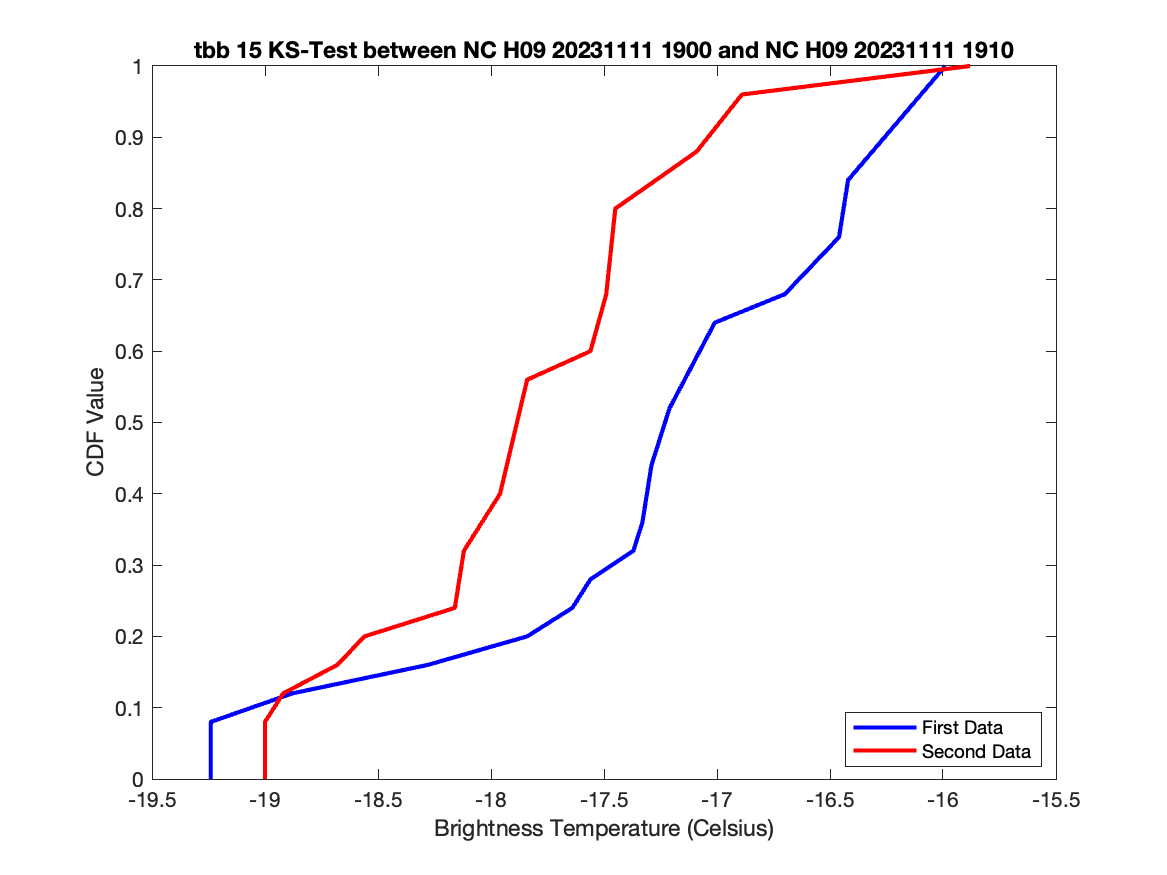 tbb 15 KS-Test between NC H09 20231111 1900 and NC H09 20231111 1910
1
0.9
0.8
0.7
0.6
0.5
0.4
0.3
0.2
0.1
0
CDF Value
First Data
Second Data
-19.5 -19 -18.5 -18 -17.5 -17 -16.5 -16 -15.5
Brightness Temperature (Celsius)